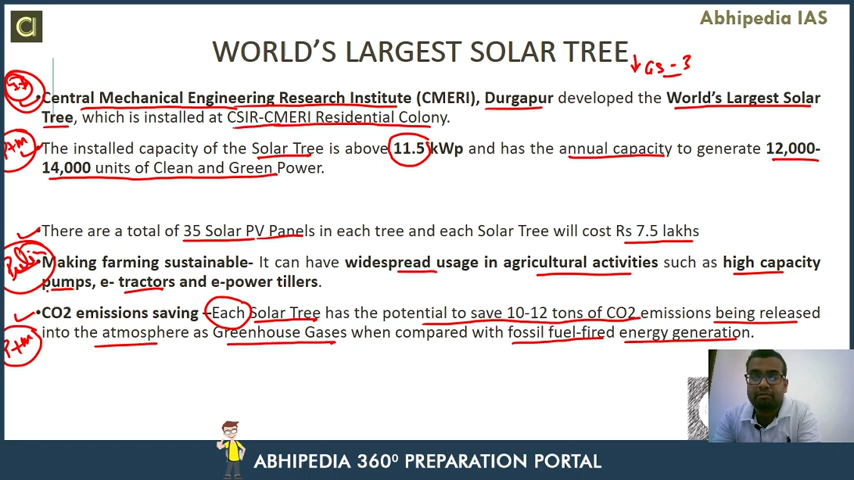 Abhipedia IAS
WORLD'S LARGEST SOLAR TREE
GS-3
•Central Mechanical Engineering Research Institute (CMERI), Durgapur developed the World's Largest Solar
Tree, which is installed at CSIR-CMERI Residential Colony.
P+M
The installed capacity of the Solar Tree is above 11.5 kWp and has the annual capacity to generate 12,000-
14,000 units of Clean and Green Power.
There are a total of 35 Solar PV Panels in each tree and each Solar Tree will cost Rs 7.5 lakhs
Making farming sustainable- It can have widespread usage in agricultural activities such as high capacity
pumps, e- tractors and e-power tillers.
•CO2 emissions saving –Each Solar Tree has the potential to save 10-12 tons of CO2 emissions being released
into the atmosphere as Greenhouse Gases when compared with fossil fuel-fired energy generation.
P+M
ABHIPEDIA 360⁰ PREPARATION PORTAL